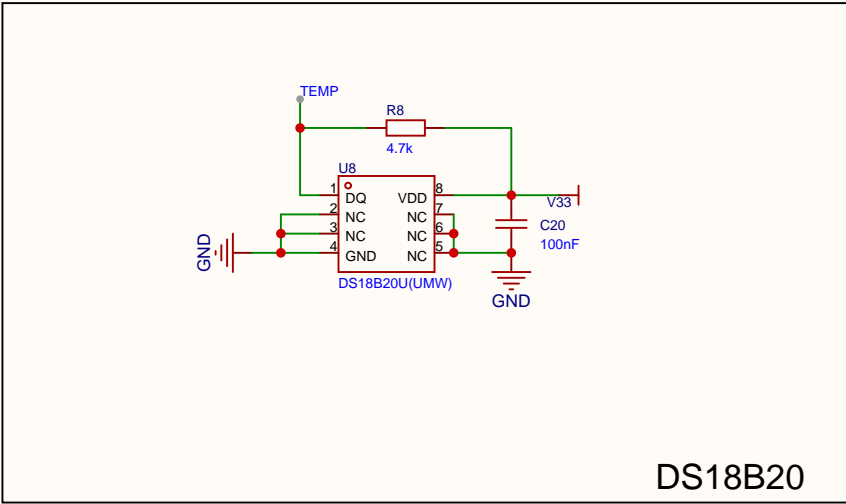 TEMP
R8
4.7k
U8
1
DQ
VDD
8
2
NC
NC
7
3
NC
NC
6
4
GND
NC
5
DS18B20U(UMW)
GND
V33
C20
100nF
GND
DS18B20